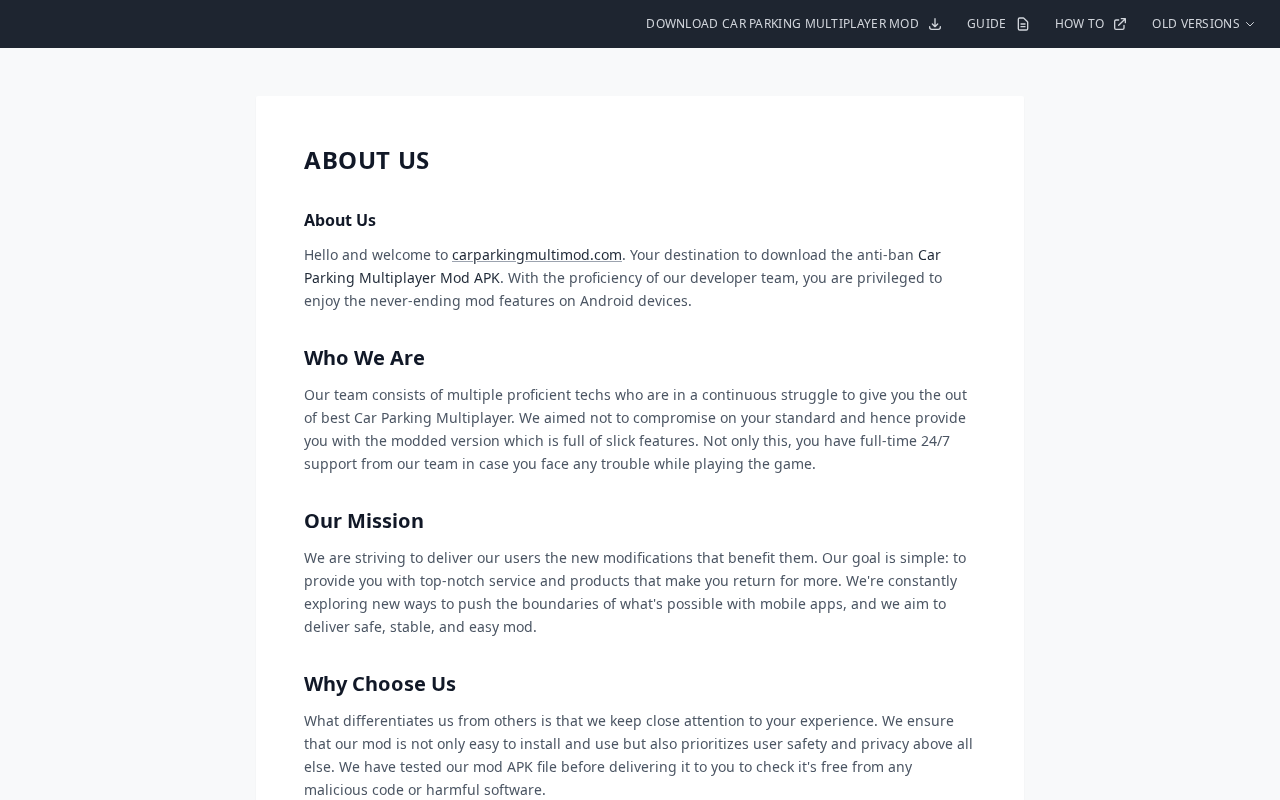 DOWNLOAD CAR PARKING MULTIPLAYER MOD GUIDE HOW TO OLD VERSIONS
ABOUT US
About Us
Hello and welcome to carparkingmultimod.com. Your destination to download the anti-ban Car
Parking Multiplayer Mod APK. With the proficiency of our developer team, you are privileged to
enjoy the never-ending mod features on Android devices.
Who We Are
Our team consists of multiple proficient techs who are in a continuous struggle to give you the out
of best Car Parking Multiplayer. We aimed not to compromise on your standard and hence provide
you with the modded version which is full of slick features. Not only this, you have full-time 24/7
support from our team in case you face any trouble while playing the game.
Our Mission
We are striving to deliver our users the new modifications that benefit them. Our goal is simple: to
provide you with top-notch service and products that make you return for more. We're constantly
exploring new ways to push the boundaries of what's possible with mobile apps, and we aim to
deliver safe, stable, and easy mod.
Why Choose Us
What differentiates us from others is that we keep close attention to your experience. We ensure
that our mod is not only easy to install and use but also prioritizes user safety and privacy above all
else. We have tested our mod APK file before delivering it to you to check it's free from any
malicious code or harmful software.